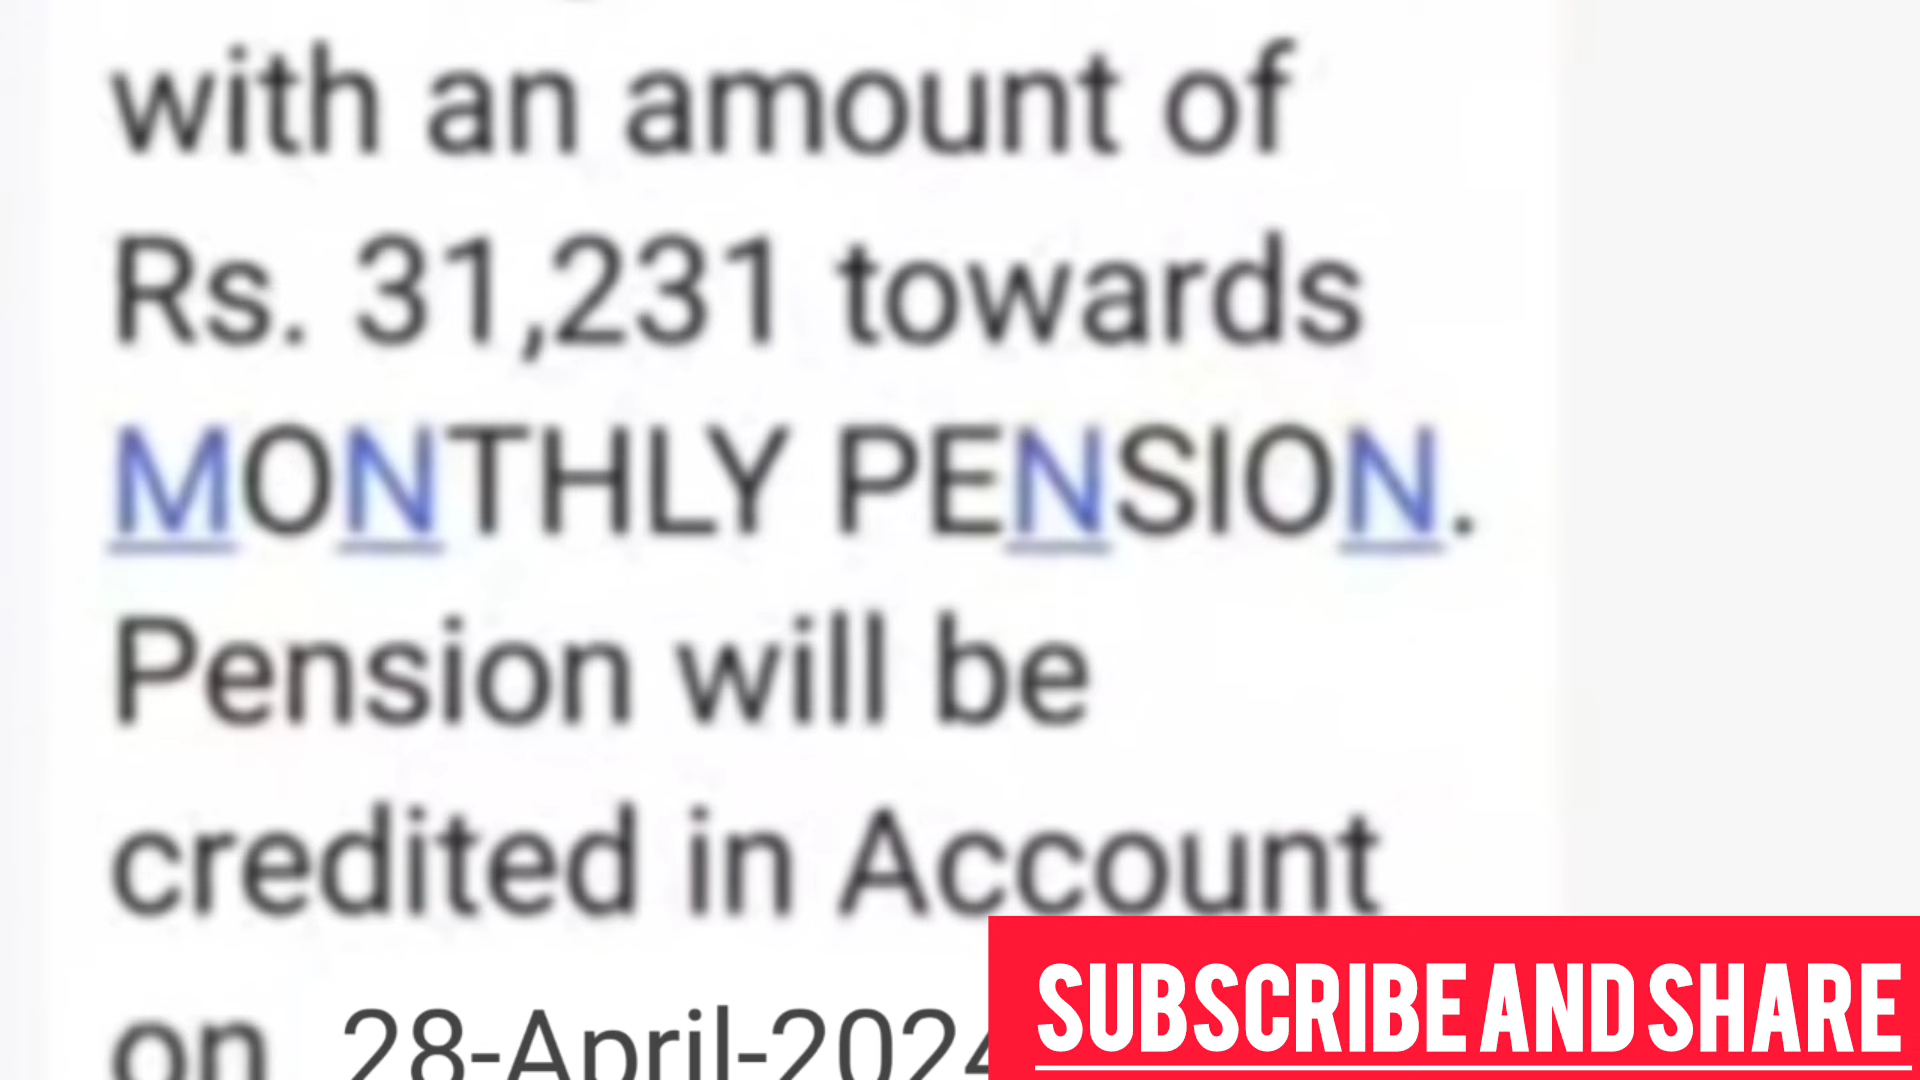 with an amount of
Rs. 31,231 towards
MONTHLY PENSION.
Pension will be
credited in Account
on 28-April-2024
SUBSCRIBE AND SHARE